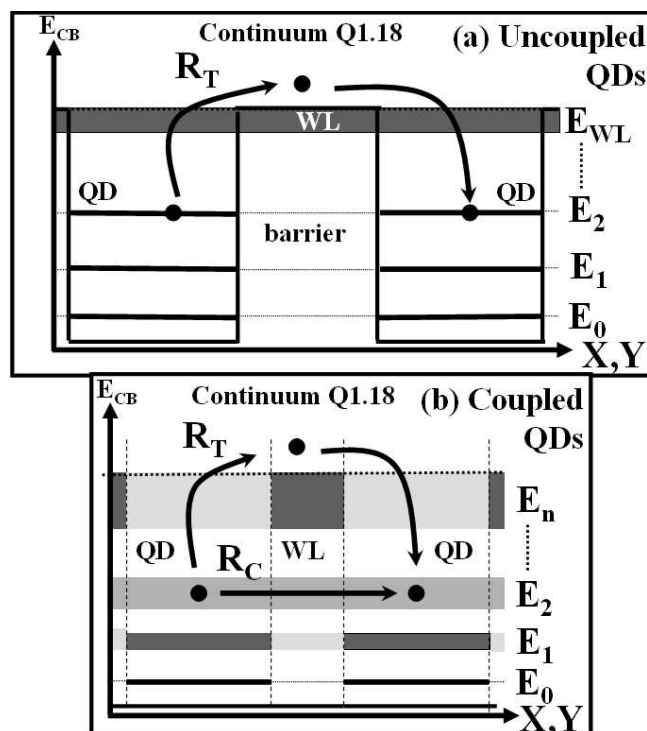 E_CB Continuum Q1.18 (a) Uncoupled
QDs
R_T
WL E_WL
QD QD
E_2
barrier
E_1
E_0
X,Y
E_CB Continuum Q1.18 (b) Coupled
QDs
R_T
E_n
QD WL QD
R_C
E_2
E_1
E_0
X,Y